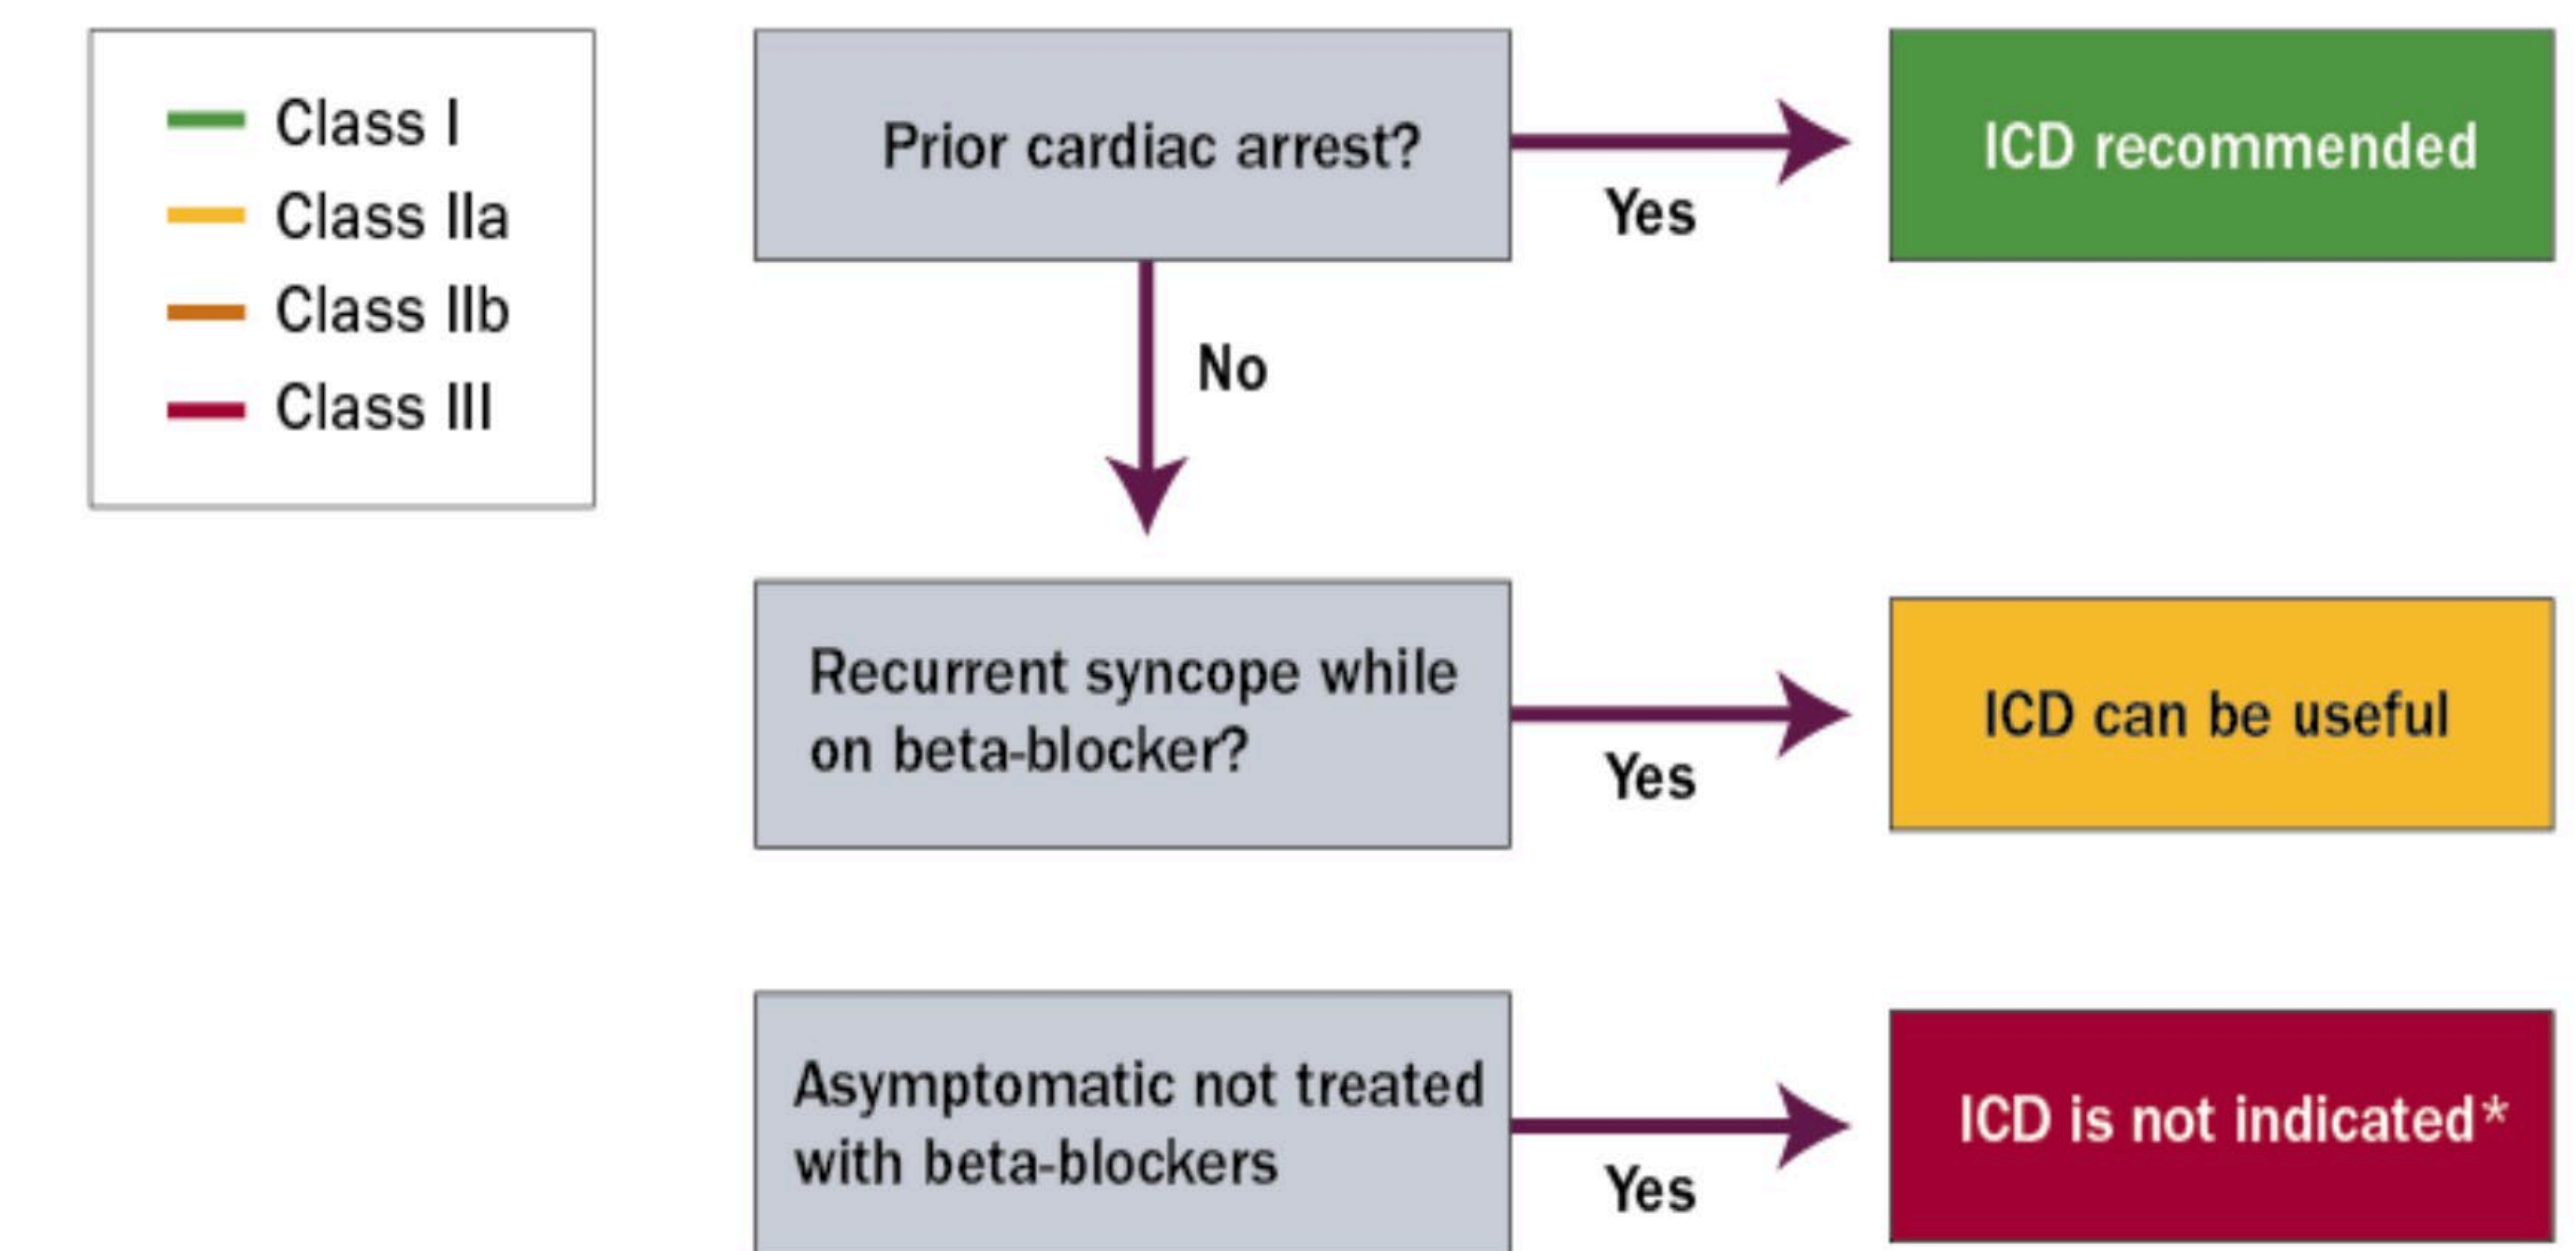 Class I
Class IIa
Class IIb
Class III
Prior cardiac arrest?
Yes
ICD recommended
No
Recurrent syncope while
on beta-blocker?
Yes
ICD can be useful
Asymptomatic not treated
with beta-blockers
Yes
ICD is not indicated*